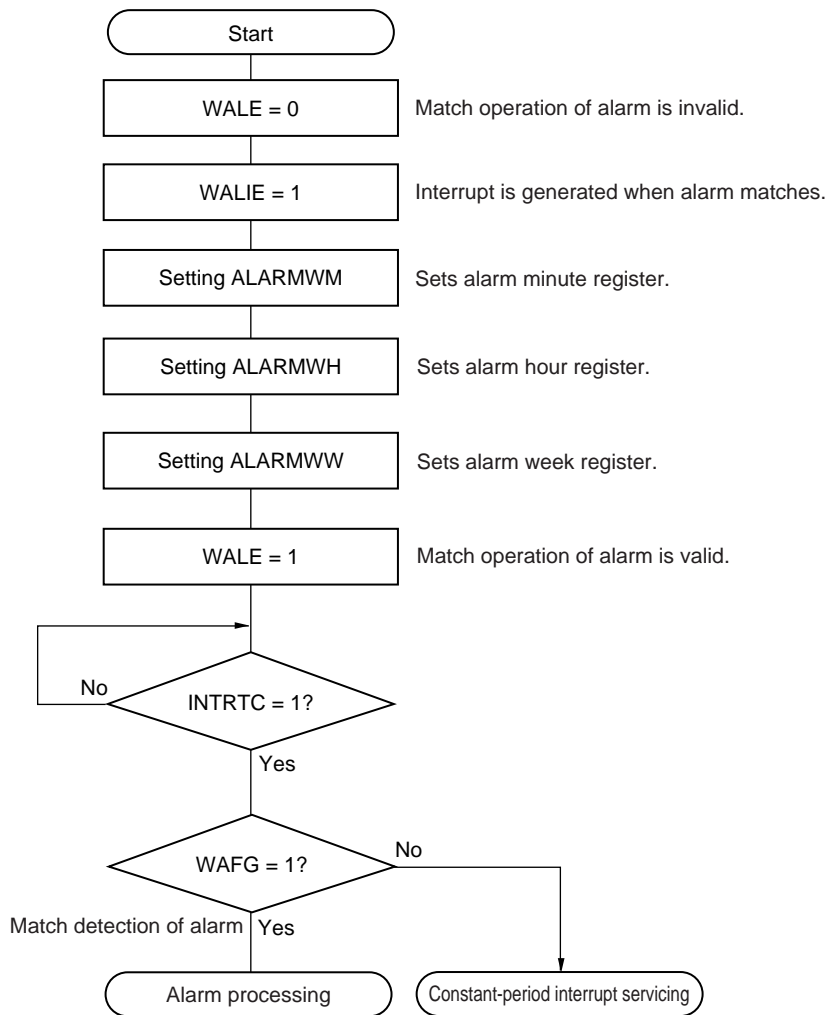 Start
WALE = 0
Match operation of alarm is invalid.
WALIE = 1
Interrupt is generated when alarm matches.
Setting ALARMWM
Sets alarm minute register.
Setting ALARMWH
Sets alarm hour register.
Setting ALARMWW
Sets alarm week register.
WALE = 1
Match operation of alarm is valid.
No
INTRTC = 1?
Yes
WAFG = 1?
No
Match detection of alarm
Yes
Alarm processing
Constant-period interrupt servicing